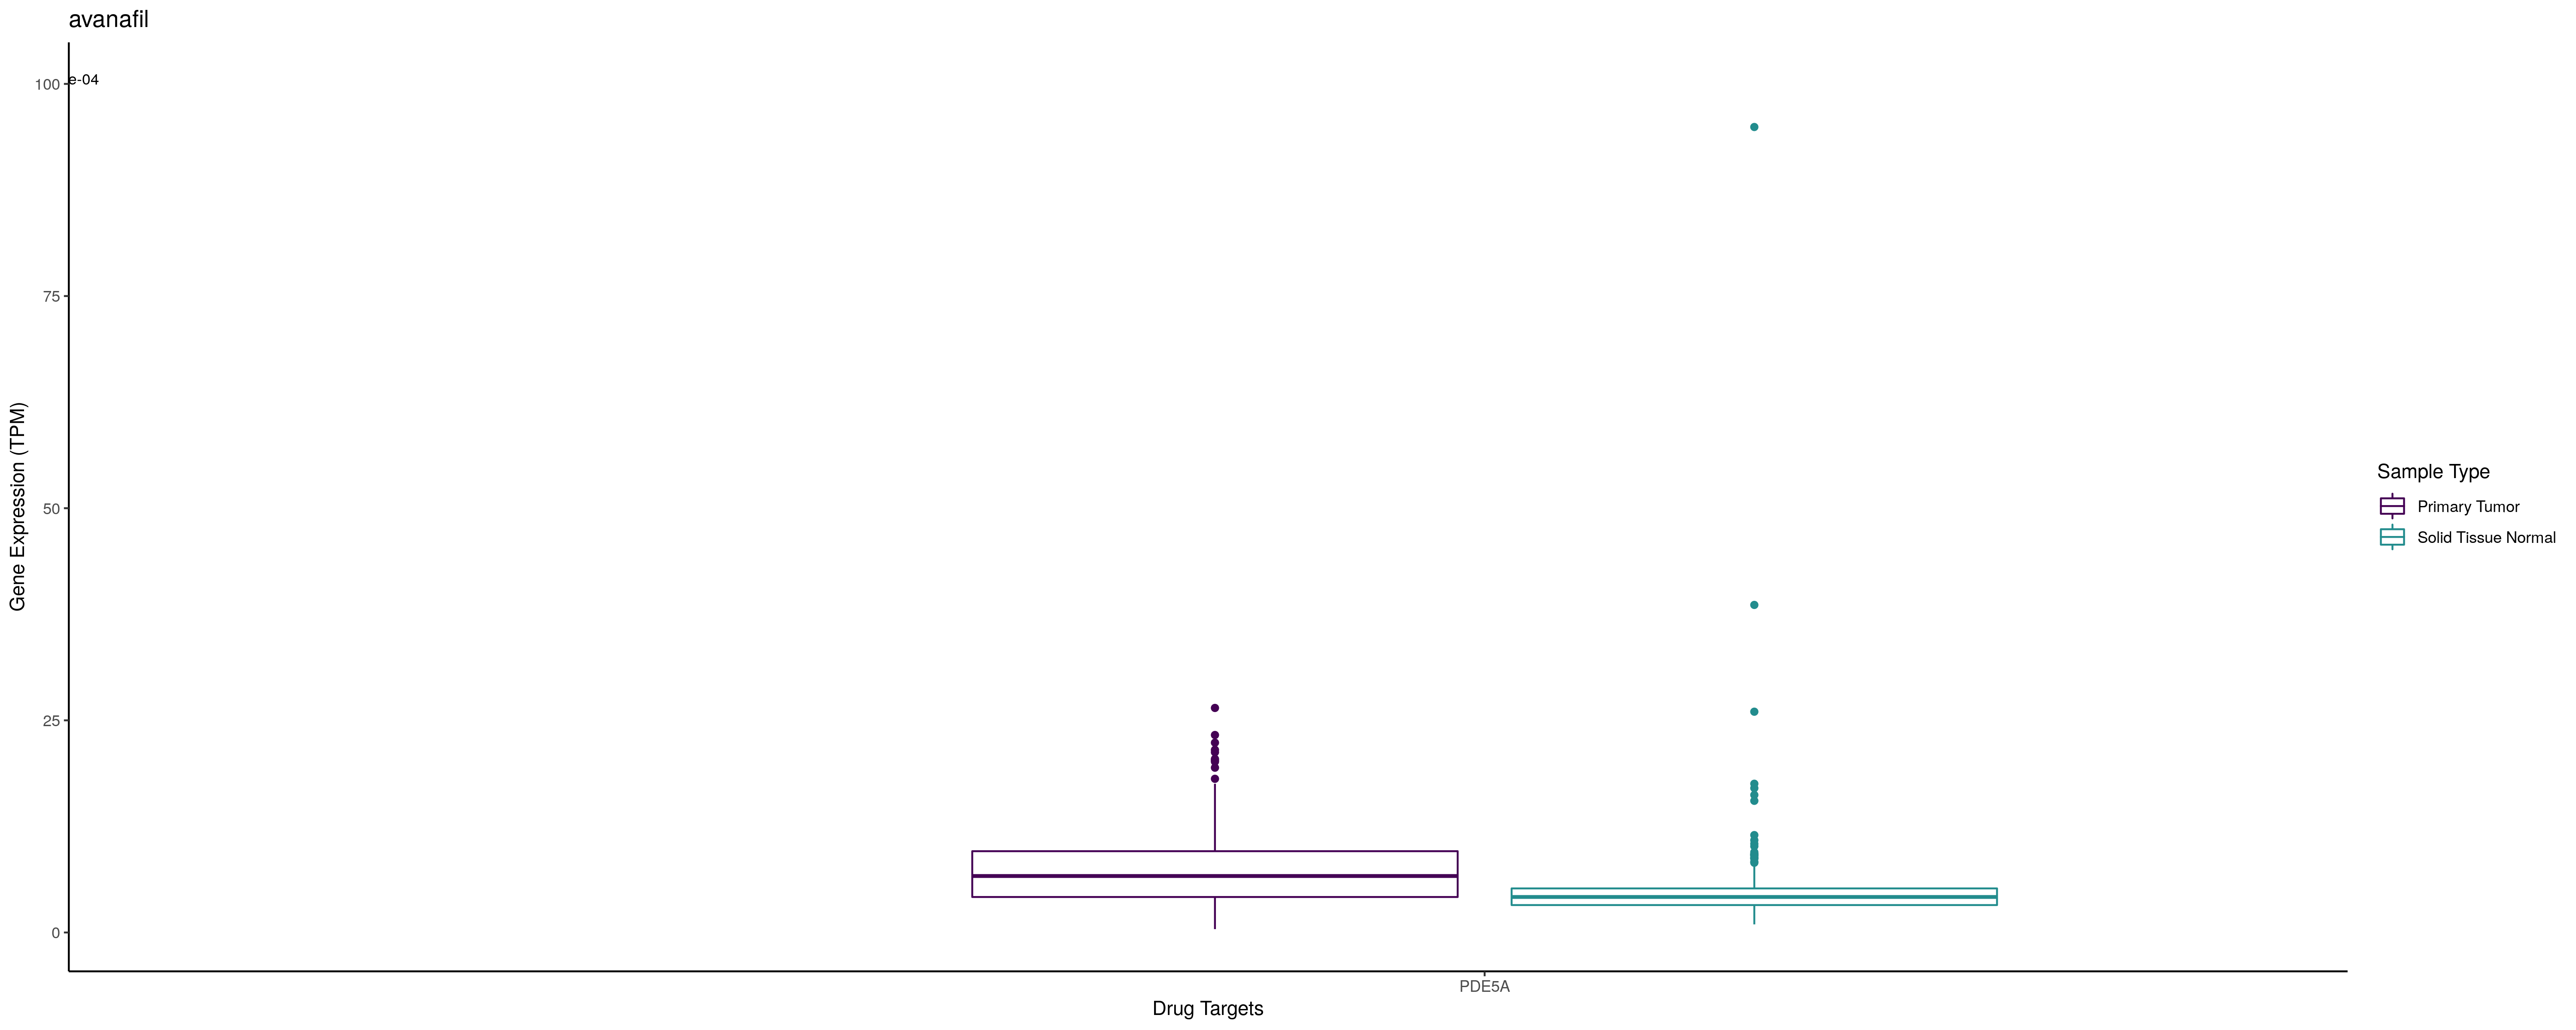 avanafil
e-04
100
75
50
25
0
Gene Expression (TPM)
PDE5A
Drug Targets
Sample Type
Primary Tumor
Solid Tissue Normal